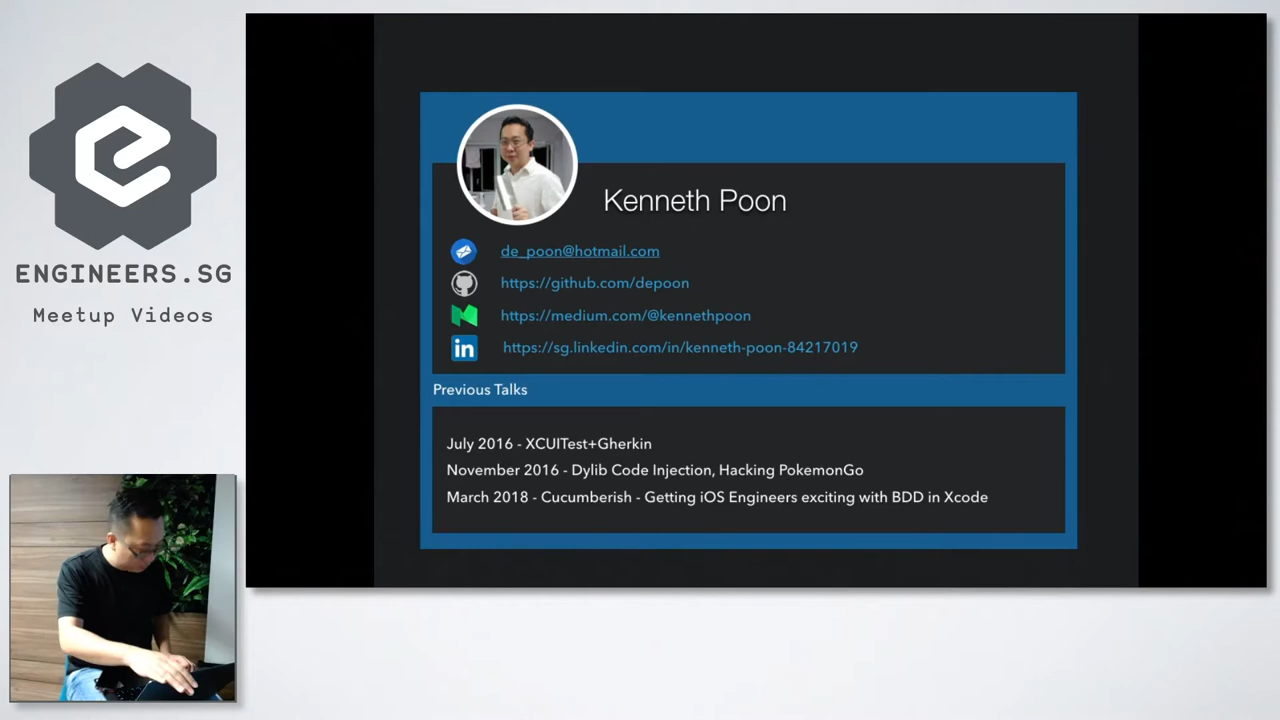 ENGINEERS.SG
Meetup Videos
Kenneth Poon
de_poon@hotmail.com
https://github.com/depoon
https://medium.com/@kennethpoon
in https://sg.linkedin.com/in/kenneth-poon-84217019
Previous Talks
July 2016 - XCUITest+Gherkin
November 2016 - Dylib Code Injection, Hacking PokemonGo
March 2018 - Cucumberish - Getting iOS Engineers exciting with BDD in Xcode